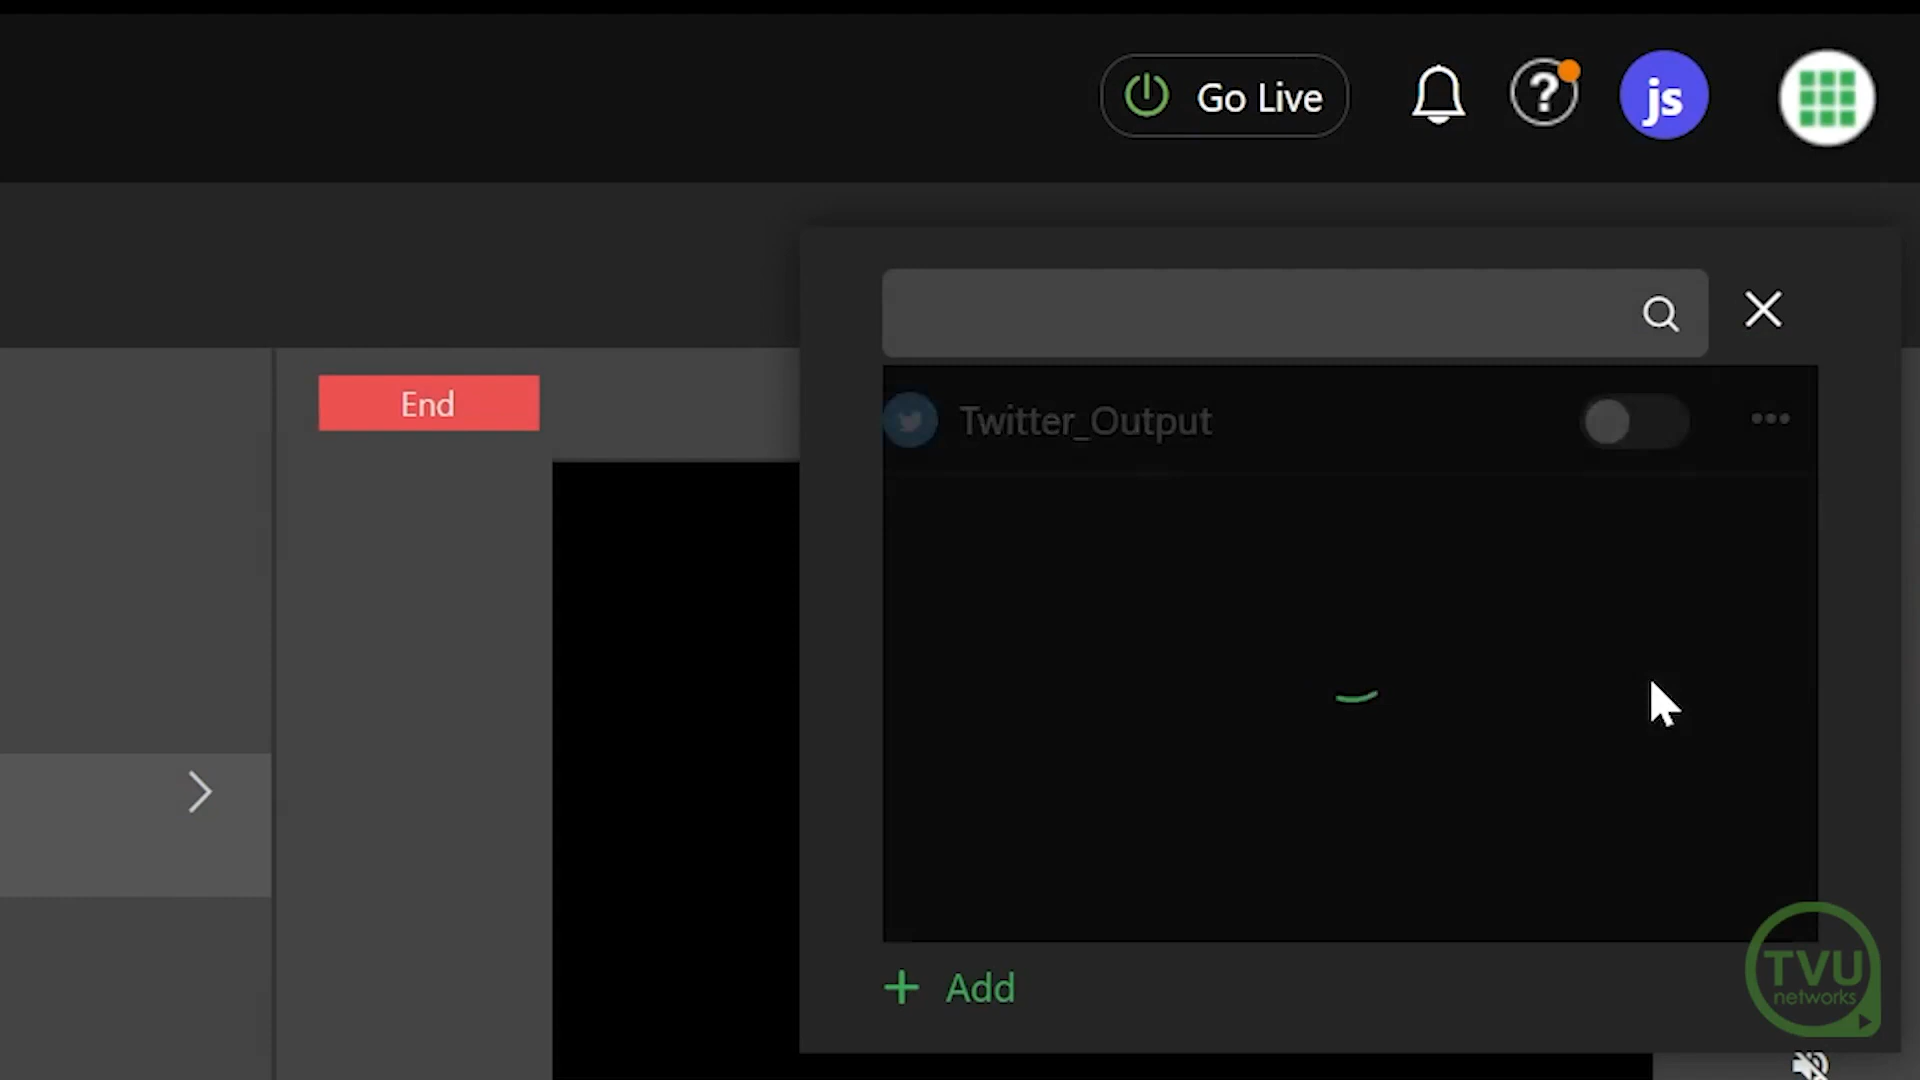 Go Live
?
js
End
Twitter_Output
+ Add
TVU
networks